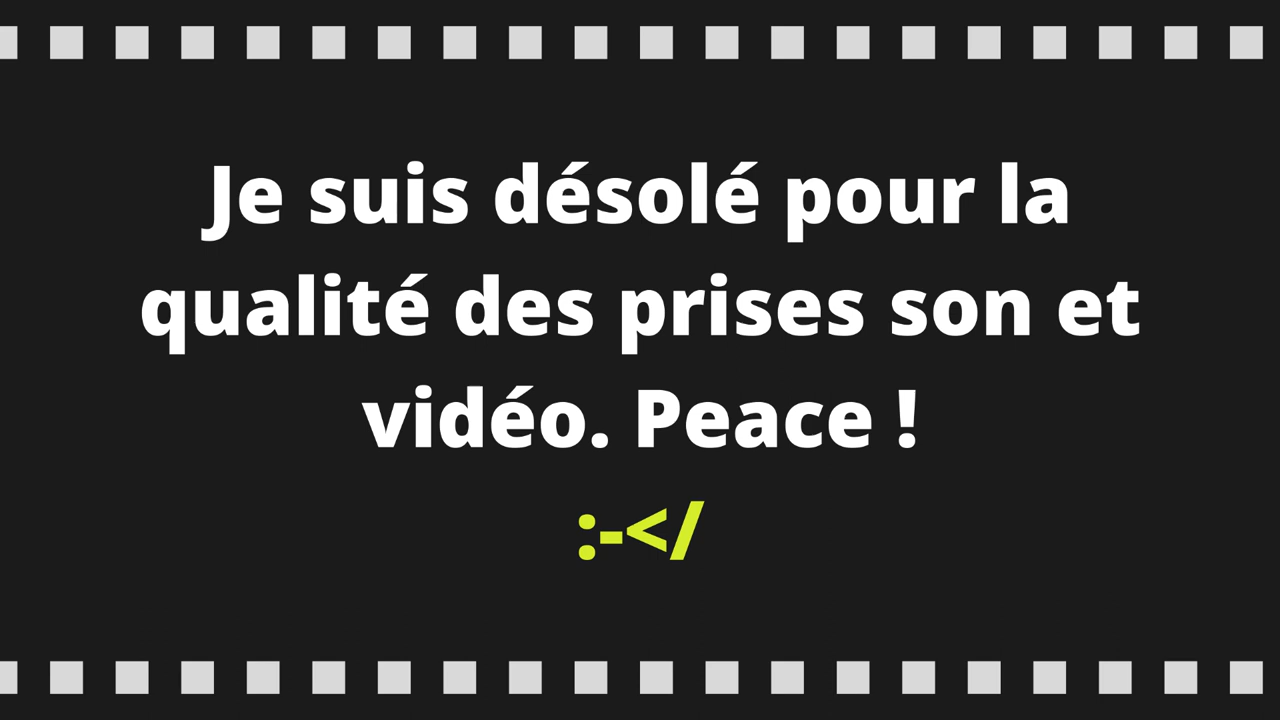 Je suis désolé pour la
qualité des prises son et
vidéo. Peace !
:-</